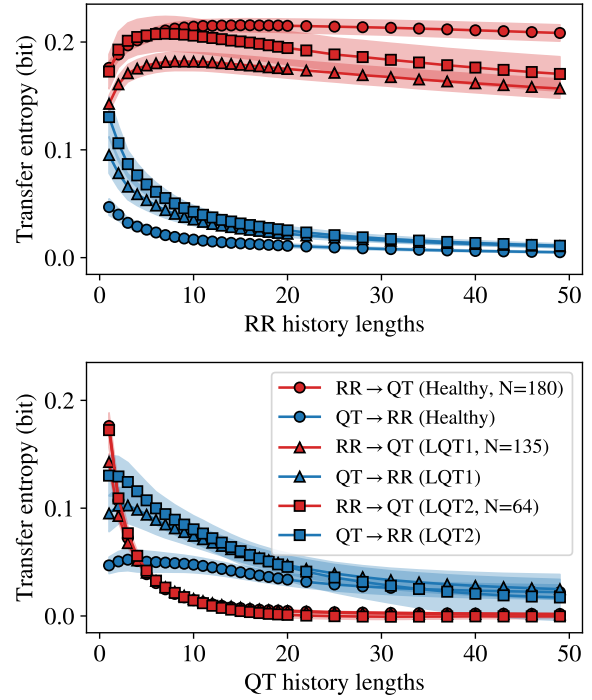 Transfer entropy (bit)
0.2
0.1
0.0
0 10 20 30 40 50
RR history lengths
Transfer entropy (bit)
0.2
0.1
0.0
RR→QT (Healthy, N=180)
QT→RR (Healthy)
RR→QT (LQT1, N=135)
QT→RR (LQT1)
RR→QT (LQT2, N=64)
QT→RR (LQT2)
0 10 20 30 40 50
QT history lengths